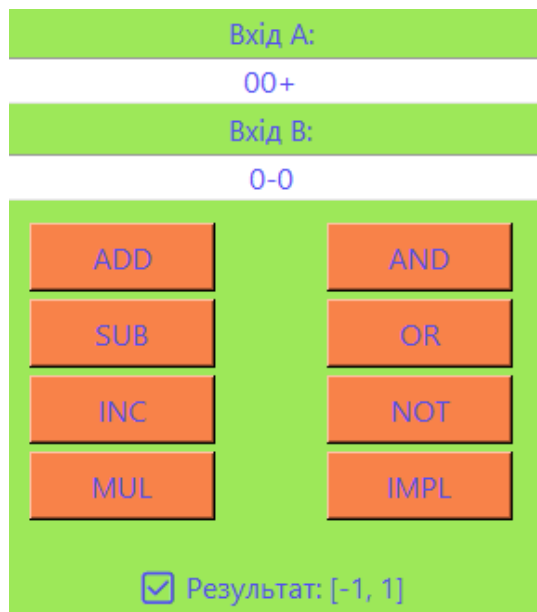 Вхід A:
00+
Вхід B:
0-0
ADD AND
SUB OR
INC NOT
MUL IMPL
Результат: [-1, 1]